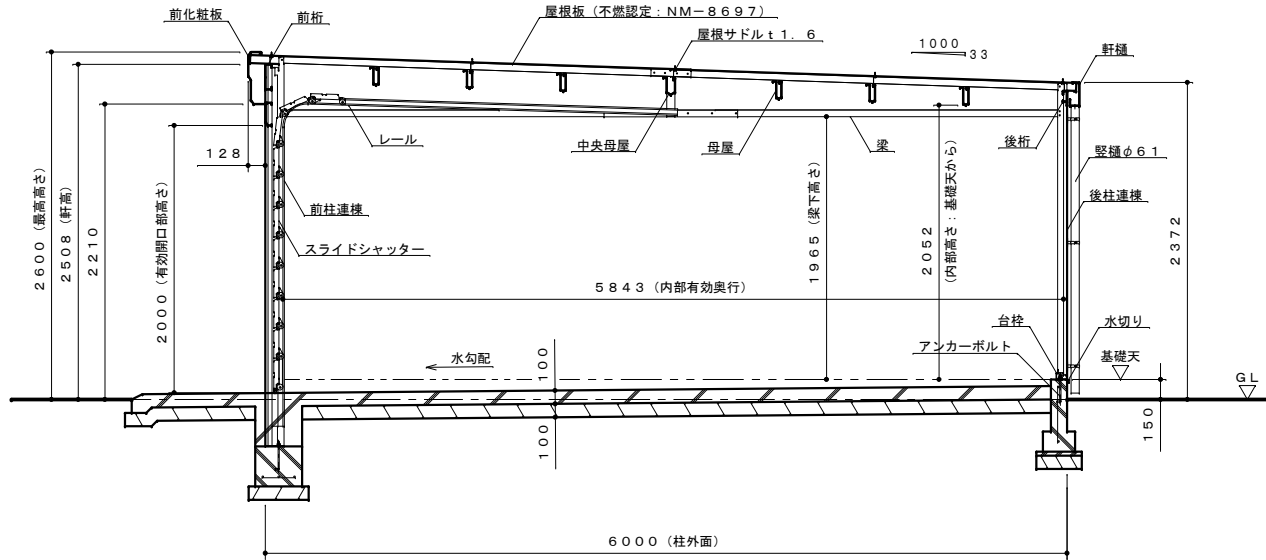 屋根板（不燃認定：ＮＭ－８６９７）
前化粧板
前桁
屋根サドルｔ１．６
１０００
３３
軒樋
レール
中央母屋
母屋
梁
後桁
竪樋φ６１
後柱連棟
１２８
前柱連棟
スライドシャッター
２６００（最高高さ）
２５０８（軒高）
２２１０
２０００（有効開口部高さ）
１９６５（梁下高さ）
２０５２
（内部高さ：基礎天から）
２３７２
５８４３（内部有効奥行）
台枠
水切り
アンカーボルト
基礎天
水勾配
１００
１００
ＧＬ
１５０
６０００（柱外面）